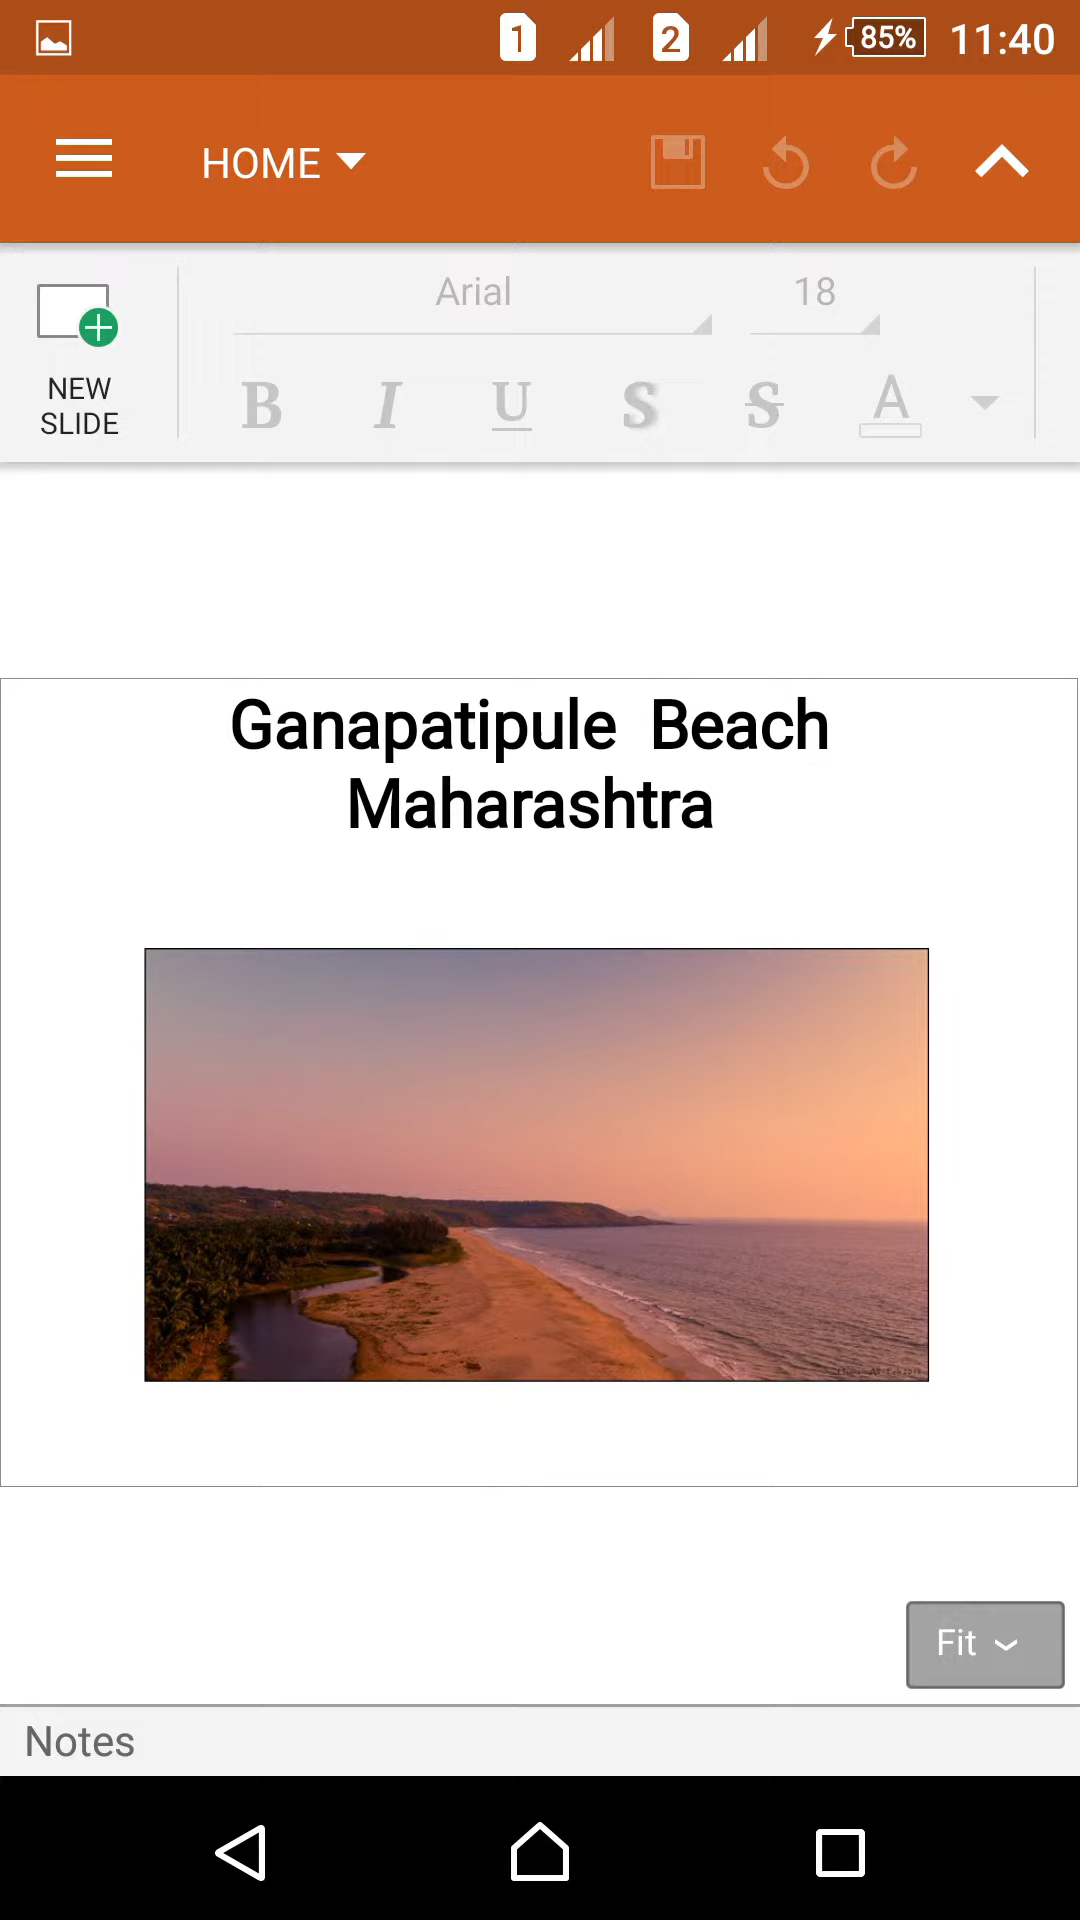 1 2 85% 11:40
HOME
Arial 18
NEW
SLIDE
B I U S S A
Ganapatipule Beach
Maharashtra
Fit
Notes